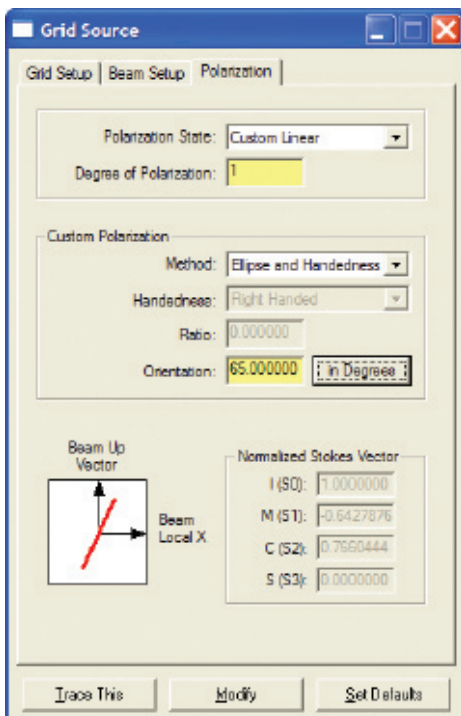 Grid Source
Grid Setup Beam Setup Polarization
Polarization State: Custom Linear
Degree of Polarization: 1
Custom Polarization
Method: Ellipse and Handedness
Handedness: Right Handed
Ratio: 0.000000
Orientation: 65.000000 in Degrees
Beam Up
Vector
Beam
Local X
Normalized Stokes Vector
I (S0): 1.0000000
M (S1): -0.6427876
C (S2): 0.7660444
S (S3): 0.0000000
Trace This Modify Set Defaults